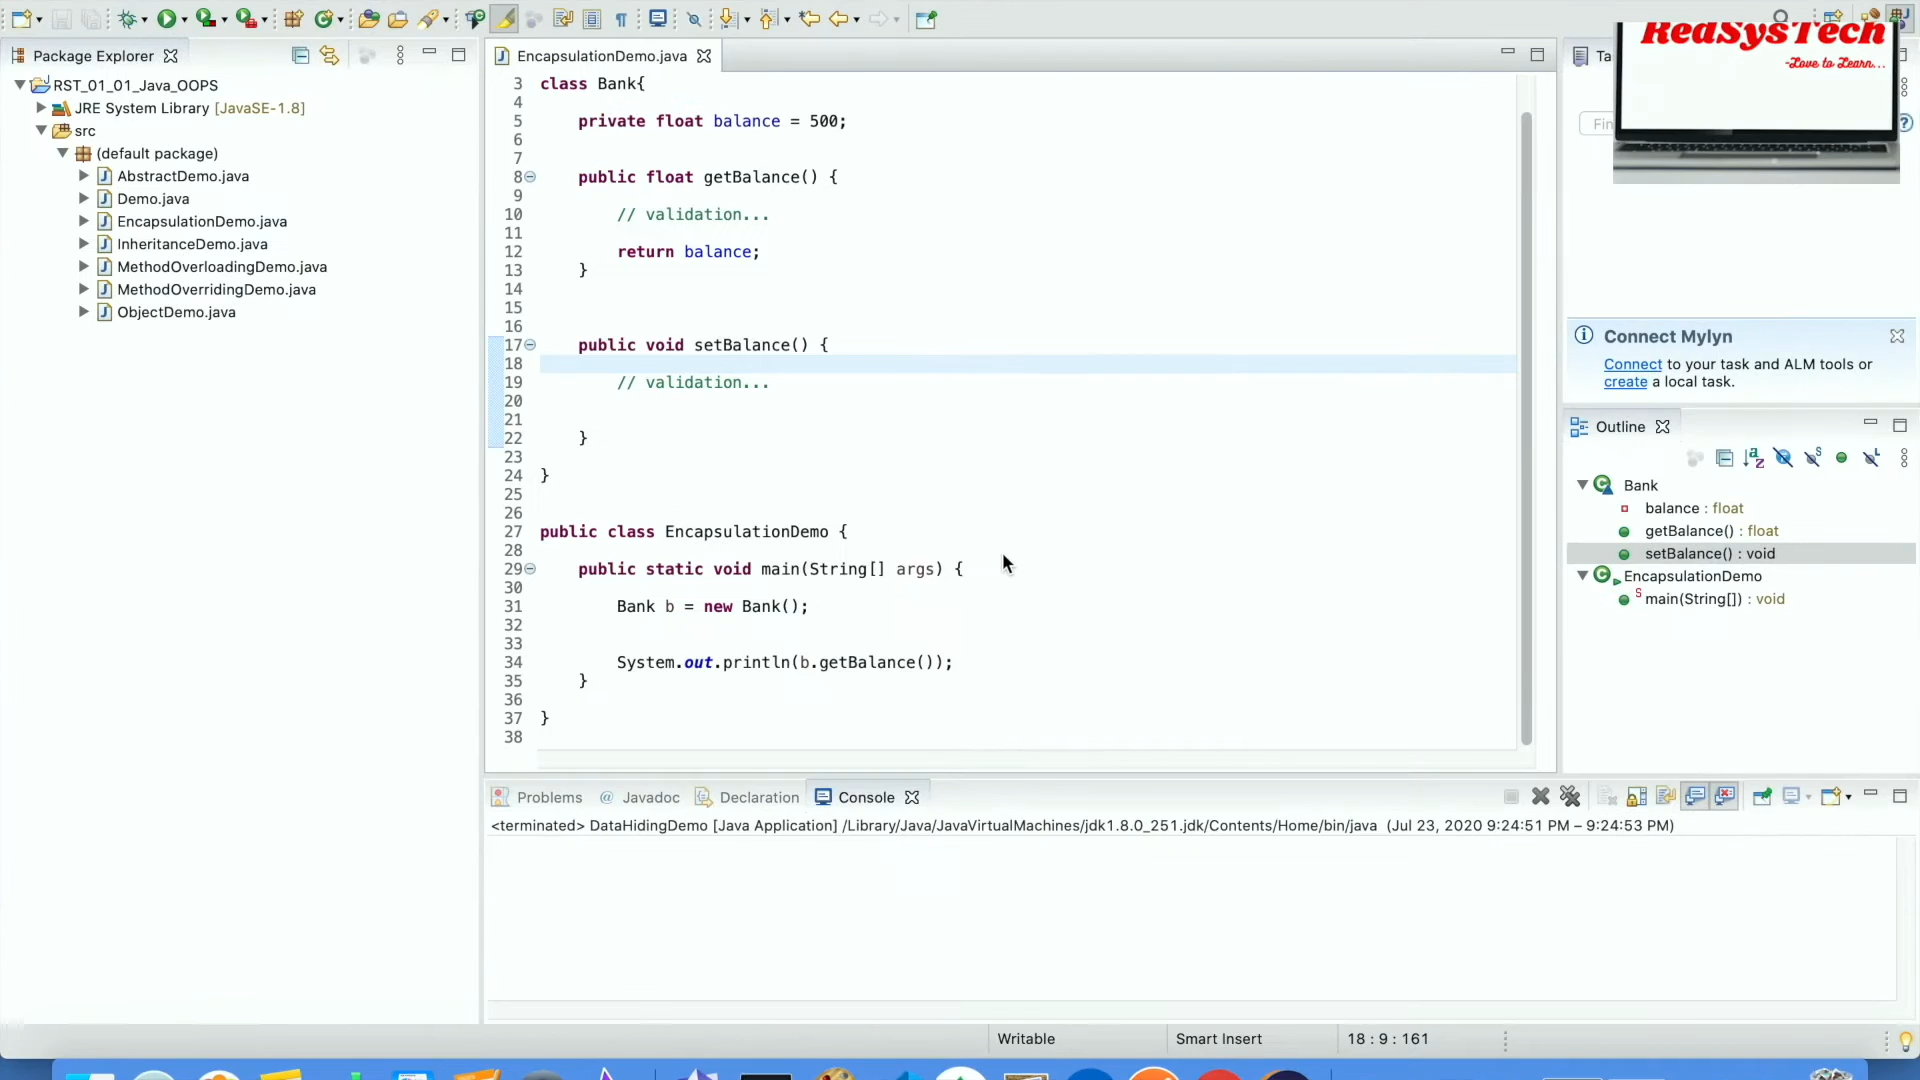 RedSysTech
-Love to Learn...
Package Explorer
RST_01_01_Java_OOPS
JRE System Library [JavaSE-1.8]
src
(default package)
AbstractDemo.java
Demo.java
EncapsulationDemo.java
InheritanceDemo.java
MethodOverloadingDemo.java
MethodOverridingDemo.java
ObjectDemo.java
EncapsulationDemo.java
3 class Bank{
4
5 private float balance = 500;
6
7
8 public float getBalance() {
9
10 // validation...
11
12 return balance;
13 }
14
15
16
17 public void setBalance() {
18
19 // validation...
20
21
22 }
23
24 }
25
26
27 public class EncapsulationDemo {
28
29 public static void main(String[] args) {
30
31 Bank b = new Bank();
32
33
34 System.out.println(b.getBalance());
35 }
36
37 }
38
Ta
Fin
Connect Mylyn
Connect to your task and ALM tools or
create a local task.
Outline
Bank
balance : float
getBalance() : float
setBalance() : void
EncapsulationDemo
main(String[]) : void
Problems @ Javadoc Declaration Console
<terminated> DataHidingDemo [Java Application] /Library/Java/JavaVirtualMachines/jdk1.8.0_251.jdk/Contents/Home/bin/java (Jul 23, 2020 9:24:51 PM – 9:24:53 PM)
Writable Smart Insert 18 : 9 : 161